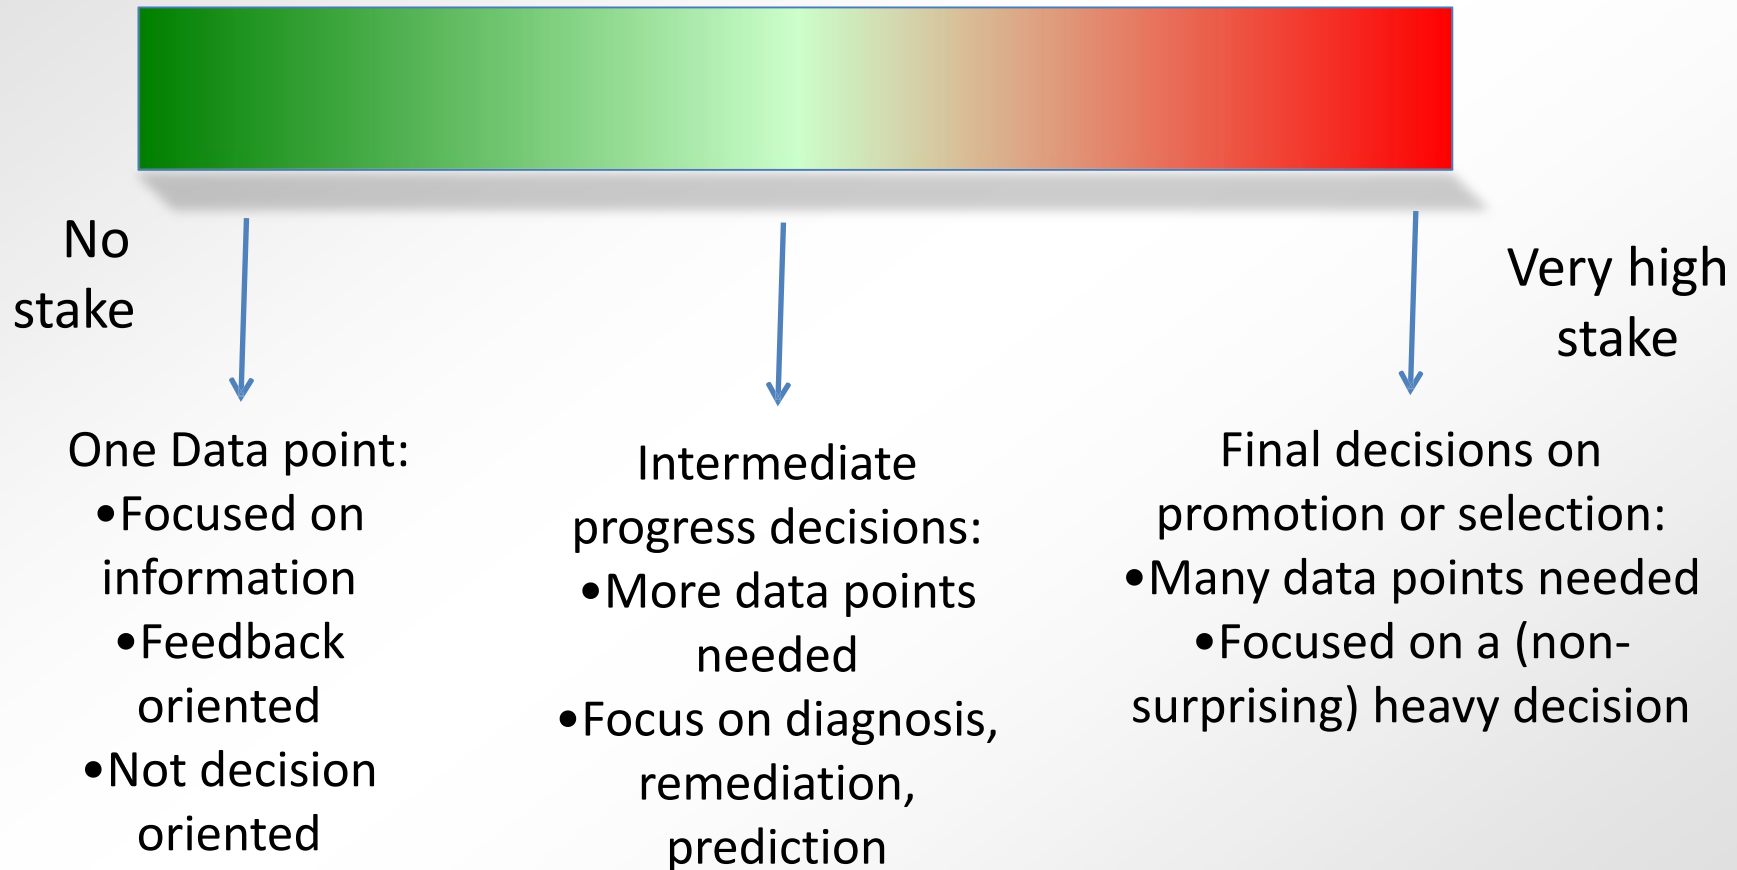 No
stake
Very high
stake
One Data point:
•Focused on
information
•Feedback
oriented
•Not decision
oriented
Intermediate
progress decisions:
•More data points
needed
•Focus on diagnosis,
remediation,
prediction
Final decisions on
promotion or selection:
•Many data points needed
•Focused on a (non-
surprising) heavy decision